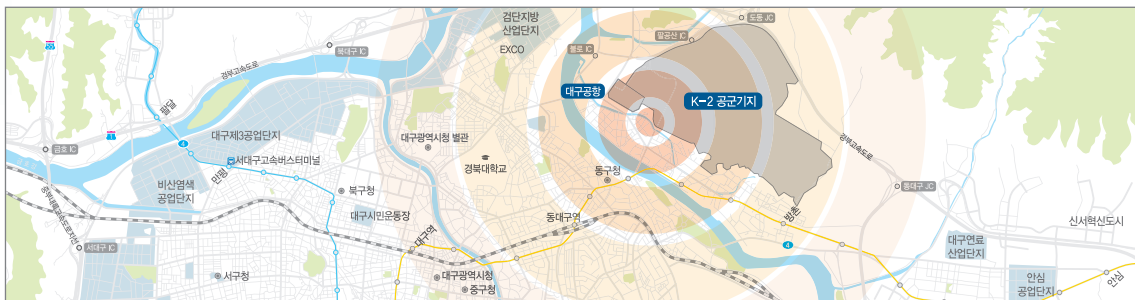 검단지방
산업단지
EXCO
도동 JC
북대구 IC
불로 IC
팔공산 IC
경부고속도로
대구공항
K-2 공군기지
팔달
4
대구제3공업단지
대구광역시청 별관
금호 IC
서대구고속버스터미널
만평
경북대학교
동구청
경부고속도로
비산염색
공업단지
북구청
동대구 JC
중부내륙고속도로지선
대구시민운동장
동대구역
방촌
신서혁신도시
대구역
서대구 IC
4
대구연료
산업단지
서구청
대구광역시청
중구청
안심
공업단지
안심